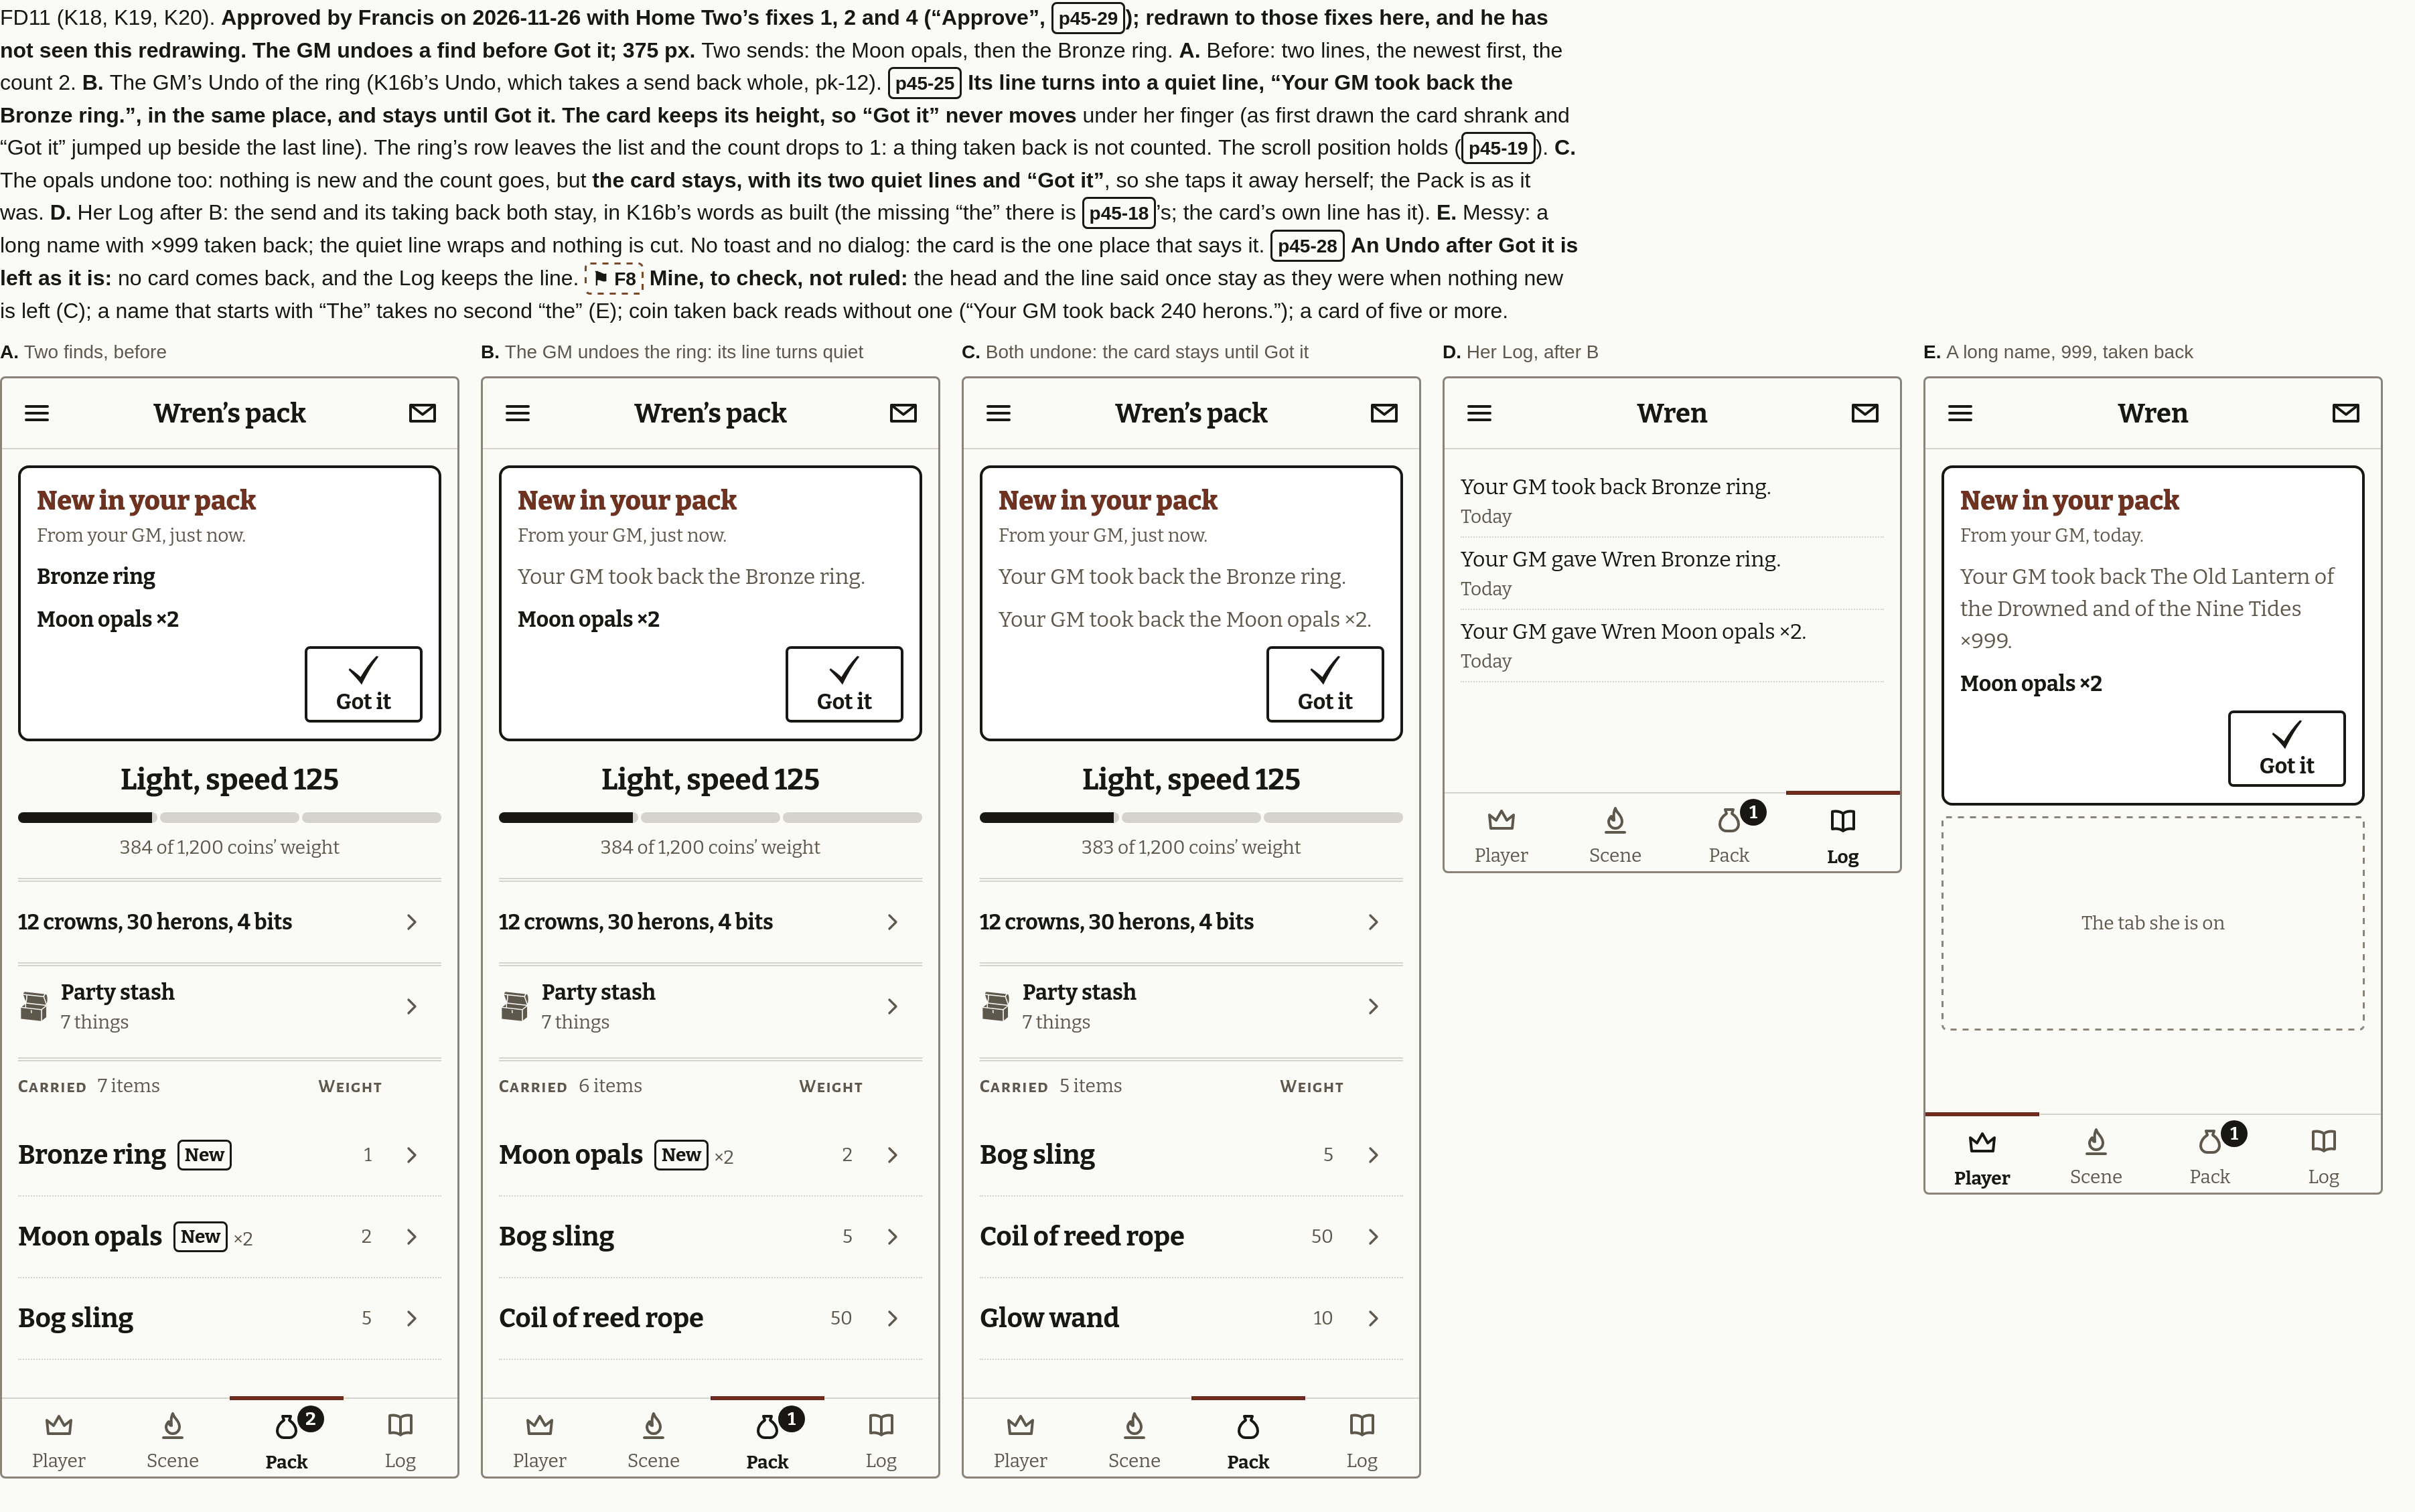 FD11 (K18, K19, K20). Approved by Francis on 2026-11-26 with Home Two’s fixes 1, 2 and 4 (“Approve”, p45-29); redrawn to those fixes here, and he has
not seen this redrawing. The GM undoes a find before Got it; 375 px. Two sends: the Moon opals, then the Bronze ring. A. Before: two lines, the newest first, the
count 2. B. The GM’s Undo of the ring (K16b’s Undo, which takes a send back whole, pk-12). p45-25 Its line turns into a quiet line, “Your GM took back the
Bronze ring.”, in the same place, and stays until Got it. The card keeps its height, so “Got it” never moves under her finger (as first drawn the card shrank and
“Got it” jumped up beside the last line). The ring’s row leaves the list and the count drops to 1: a thing taken back is not counted. The scroll position holds (p45-19). C.
The opals undone too: nothing is new and the count goes, but the card stays, with its two quiet lines and “Got it”, so she taps it away herself; the Pack is as it
was. D. Her Log after B: the send and its taking back both stay, in K16b’s words as built (the missing “the” there is p45-18’s; the card’s own line has it). E. Messy: a
long name with ×999 taken back; the quiet line wraps and nothing is cut. No toast and no dialog: the card is the one place that says it. p45-28 An Undo after Got it is
left as it is: no card comes back, and the Log keeps the line. ⚑ F8 Mine, to check, not ruled: the head and the line said once stay as they were when nothing new
is left (C); a name that starts with “The” takes no second “the” (E); coin taken back reads without one (“Your GM took back 240 herons.”); a card of five or more.
A. Two finds, before
Wren’s pack
New in your pack
From your GM, just now.
Bronze ring
Moon opals ×2
Got it
Light, speed 125
384 of 1,200 coins’ weight
12 crowns, 30 herons, 4 bits
Party stash
7 things
CARRIED 7 items WEIGHT
Bronze ring New 1
Moon opals New ×2 2
Bog sling 5
2
Player Scene Pack Log
B. The GM undoes the ring: its line turns quiet
Wren’s pack
New in your pack
From your GM, just now.
Your GM took back the Bronze ring.
Moon opals ×2
Got it
Light, speed 125
384 of 1,200 coins’ weight
12 crowns, 30 herons, 4 bits
Party stash
7 things
CARRIED 6 items WEIGHT
Moon opals New ×2 2
Bog sling 5
Coil of reed rope 50
1
Player Scene Pack Log
C. Both undone: the card stays until Got it
Wren’s pack
New in your pack
From your GM, just now.
Your GM took back the Bronze ring.
Your GM took back the Moon opals ×2.
Got it
Light, speed 125
383 of 1,200 coins’ weight
12 crowns, 30 herons, 4 bits
Party stash
7 things
CARRIED 5 items WEIGHT
Bog sling 5
Coil of reed rope 50
Glow wand 10
Player Scene Pack Log
D. Her Log, after B
Wren
Your GM took back Bronze ring.
Today
Your GM gave Wren Bronze ring.
Today
Your GM gave Wren Moon opals ×2.
Today
1
Player Scene Pack Log
E. A long name, 999, taken back
Wren
New in your pack
From your GM, today.
Your GM took back The Old Lantern of
the Drowned and of the Nine Tides
×999.
Moon opals ×2
Got it
The tab she is on
1
Player Scene Pack Log